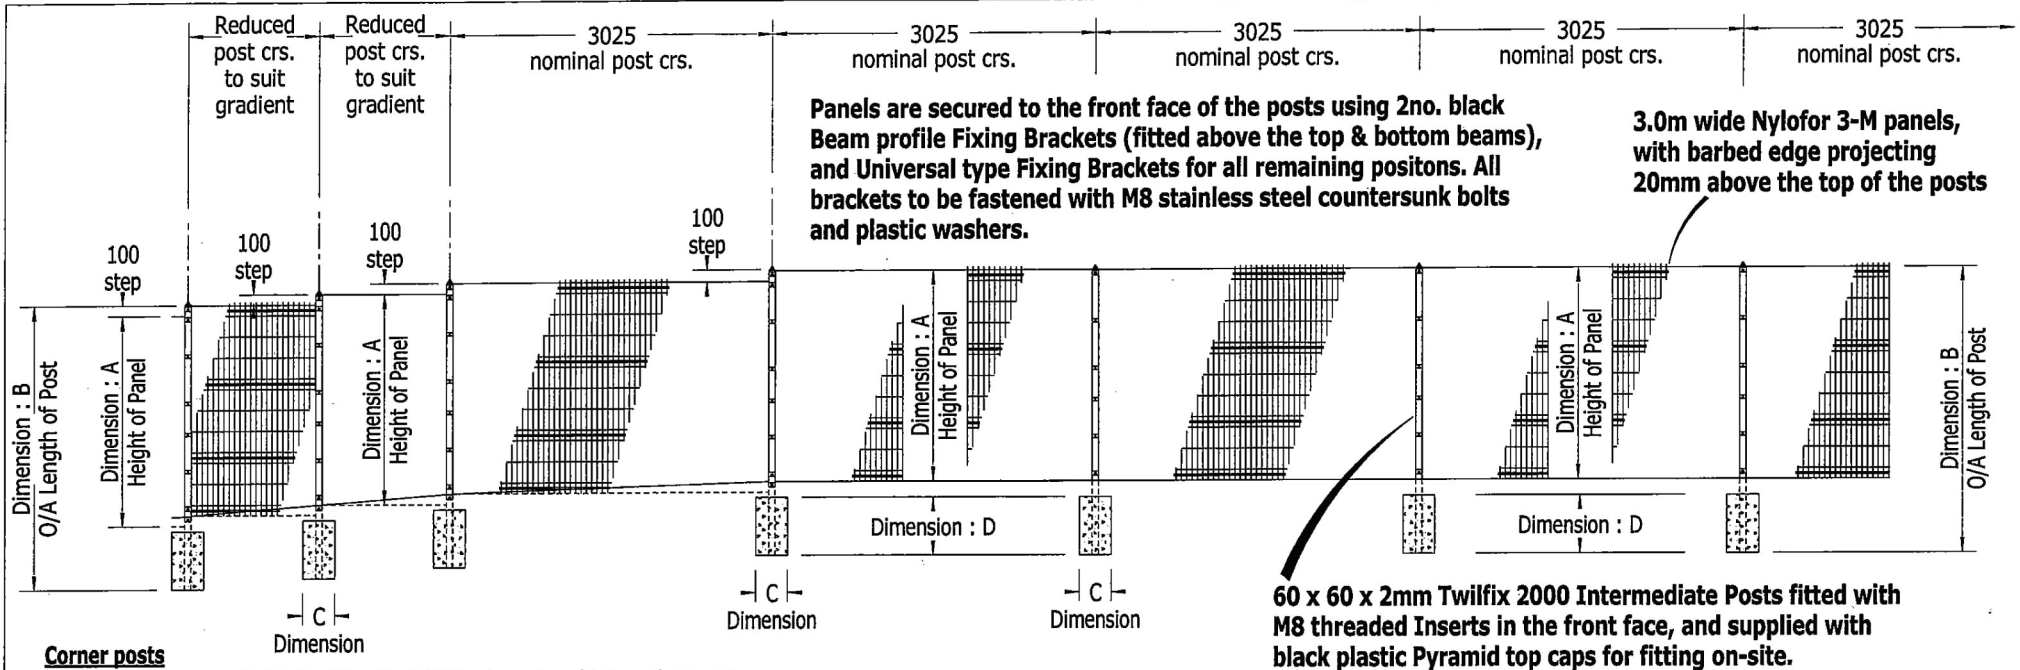 Reduced
post crs.
to suit
gradient
Reduced
post crs.
to suit
gradient
3025
nominal post crs.
3025
nominal post crs.
3025
nominal post crs.
3025
nominal post crs.
3025
nominal post crs.
Panels are secured to the front face of the posts using 2no. black
Beam profile Fixing Brackets (fitted above the top & bottom beams),
and Universal type Fixing Brackets for all remaining positons. All
brackets to be fastened with M8 stainless steel countersunk bolts
and plastic washers.
3.0m wide Nylofor 3-M panels,
with barbed edge projecting
20mm above the top of the posts
100
step
100
step
100
step
100
step
Dimension : B
O/A Length of Post
Dimension : A
Height of Panel
Dimension : A
Height of Panel
Dimension : A
Height of Panel
Dimension : A
Height of Panel
Dimension : B
O/A Length of Post
Dimension : D
Dimension : D
C
Dimension
C
Dimension
C
Dimension
60 x 60 x 2mm Twilfix 2000 Intermediate Posts fitted with
M8 threaded Inserts in the front face, and supplied with
black plastic Pyramid top caps for fitting on-site.
Corner posts